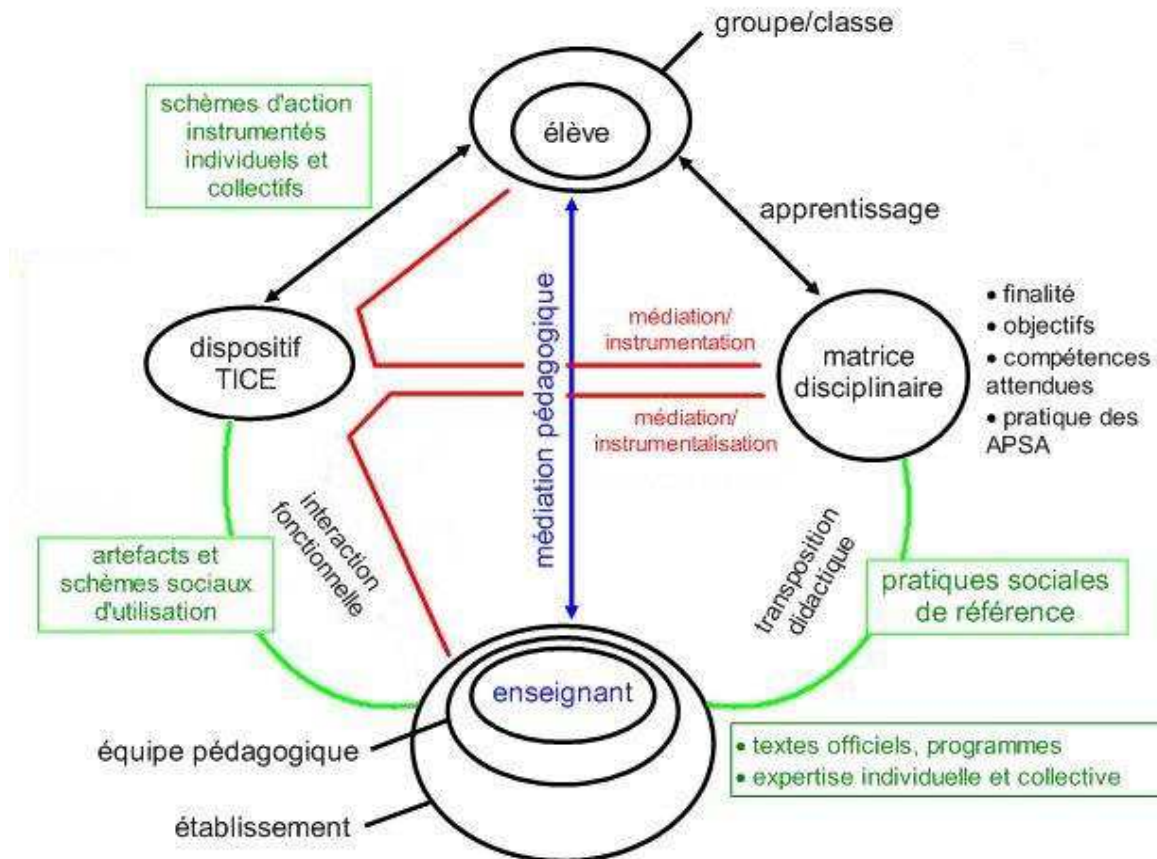 groupe/classe
schèmes d'action
instrumentés
individuels et
collectifs
élève
apprentissage
dispositif
TICE
médiation pédagogique
médiation/
instrumentation
médiation/
instrumentalisation
matrice
disciplinaire
• finalité
• objectifs
• compétences
attendues
• pratique des
APSA
interaction
fonctionnelle
artefacts et
schèmes sociaux
d'utilisation
transposition
didactique
pratiques sociales
de référence
enseignant
équipe pédagogique
établissement
• textes officiels, programmes
• expertise individuelle et collective